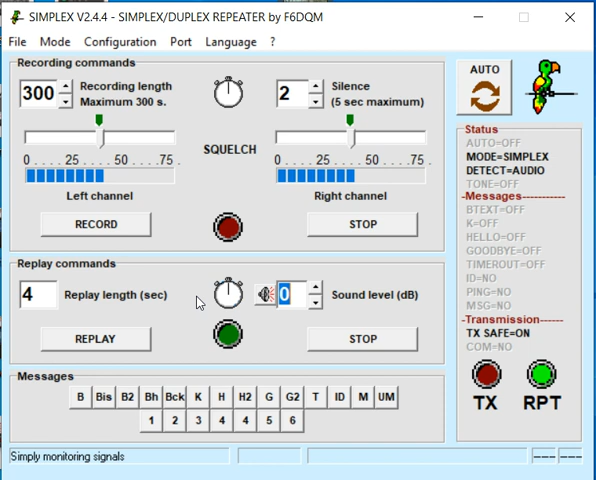 SIMPLEX V2.4.4 - SIMPLEX/DUPLEX REPEATER by F6DQM
File Mode Configuration Port Language ?
Recording commands
300 Recording length
Maximum 300 s.
2 Silence
(5 sec maximum)
SQUELCH
0 . . . . 25 . . . 50 . . . .75 .
0 . . . . 25 . . . 50 . . . .75 .
Left channel
Right channel
RECORD
STOP
Replay commands
4 Replay length (sec)
0 Sound level (dB)
REPLAY
STOP
Messages
B Bis B2 Bh Bck K H H2 G G2 T ID M UM
1 2 3 4 4 5 6
Simply monitoring signals
AUTO
Status
AUTO=OFF
MODE=SIMPLEX
DETECT=AUDIO
TONE=OFF
-Messages-----------
BTEXT=OFF
K=OFF
HELLO=OFF
GOODBYE=OFF
TIMEROUT=OFF
ID=NO
PING=NO
MSG=NO
-Transmission------
TX SAFE=ON
COM=NO
TX RPT
--- ---